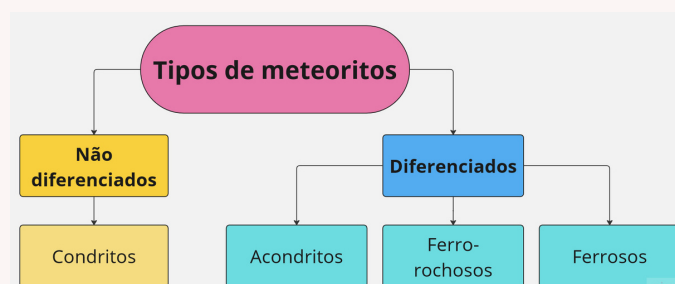 Tipos de meteoritos
Não
diferenciados
Diferenciados
Condritos
Acondritos
Ferro-
rochosos
Ferrosos